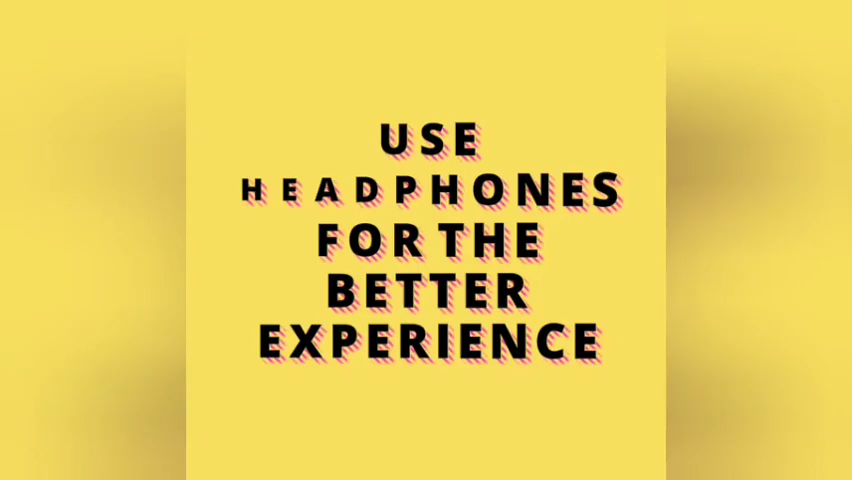 USE
HEADPHONES
FOR THE
BETTER
EXPERIENCE